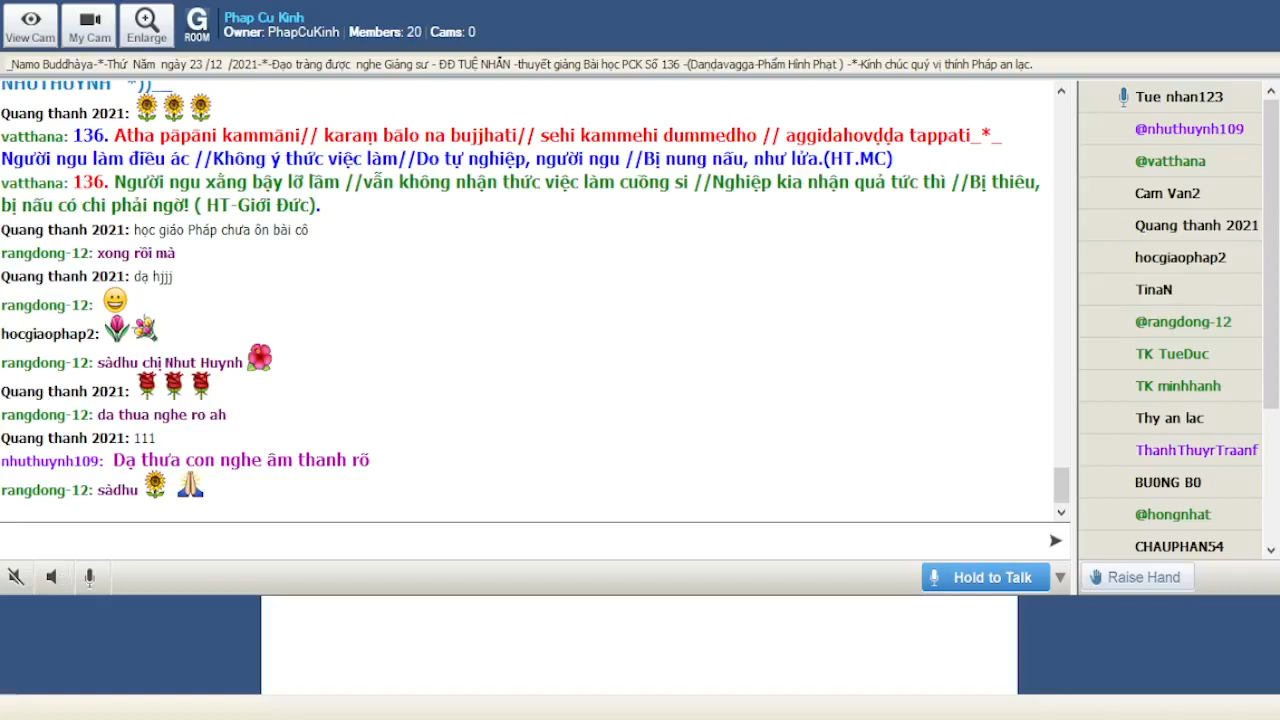 View Cam
My Cam
Enlarge
G
ROOM
Phap Cu Kinh
Owner: PhapCuKinh | Members: 20 | Cams: 0
_Namo Buddhàya-*-Thứ Năm ngày 23 /12 /2021-*-Đạo tràng được nghe Giảng sư - ĐĐ TUỆ NHẪN -thuyết giảng Bài học PCK Số 136 -(Daṇḍavagga-Phẩm Hình Phạt ) -*-Kính chúc quý vị thính Pháp an lạc.
NHUTHUYNH *))__
Quang thanh 2021:
vatthana: 136. Atha pāpāni kammāni// karaṃ bālo na bujjhati// sehi kammehi dummedho // aggidaḍḍhova tappati_*_
Người ngu làm điều ác //Không ý thức việc làm//Do tự nghiệp, người ngu //Bị nung nấu, như lửa.(HT.MC)
vatthana: 136. Người ngu xằng bậy lỡ lầm //vẫn không nhận thức việc làm cuồng si //Nghiệp kia nhận quả tức thì //Bị thiêu,
bị nấu có chi phải ngờ! ( HT-Giới Đức).
Quang thanh 2021: học giáo Pháp chưa ôn bài cô
rangdong-12: xong rồi mà
Quang thanh 2021: dạ hjjj
rangdong-12:
hocgiaophap2:
rangdong-12: sàdhu chị Nhut Huynh
Quang thanh 2021:
rangdong-12: da thua nghe ro ah
Quang thanh 2021: 111
nhuthuynh109: Dạ thưa con nghe âm thanh rõ
rangdong-12: sàdhu
Hold to Talk
Tue nhan123
@nhuthuynh109
@vatthana
Cam Van2
Quang thanh 2021
hocgiaophap2
TinaN
@rangdong-12
TK TueDuc
TK minhhanh
Thy an lac
ThanhThuyrTraanf
BU0NG B0
@hongnhat
CHAUPHAN54
Raise Hand